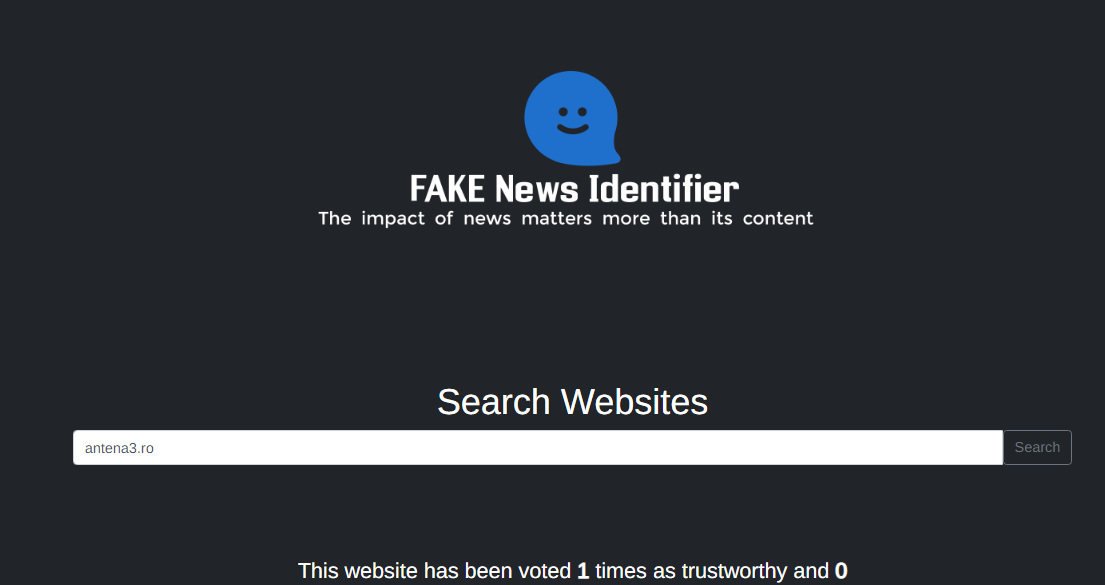 FAKE News Identifier
The impact of news matters more than its content
Search Websites
antena3.ro
Search
This website has been voted 1 times as trustworthy and 0